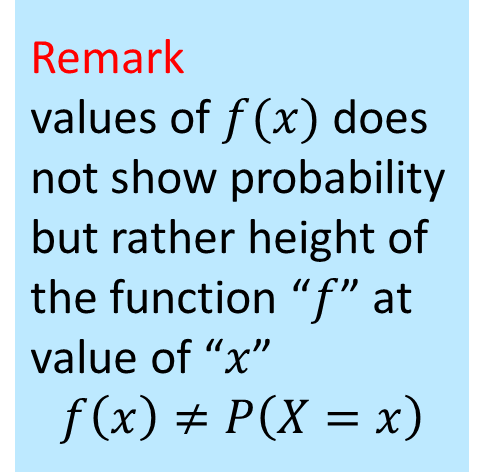 Remark
values of f(x) does
not show probability
but rather height of
the function “f” at
value of “x”
f(x) ≠ P(X = x)